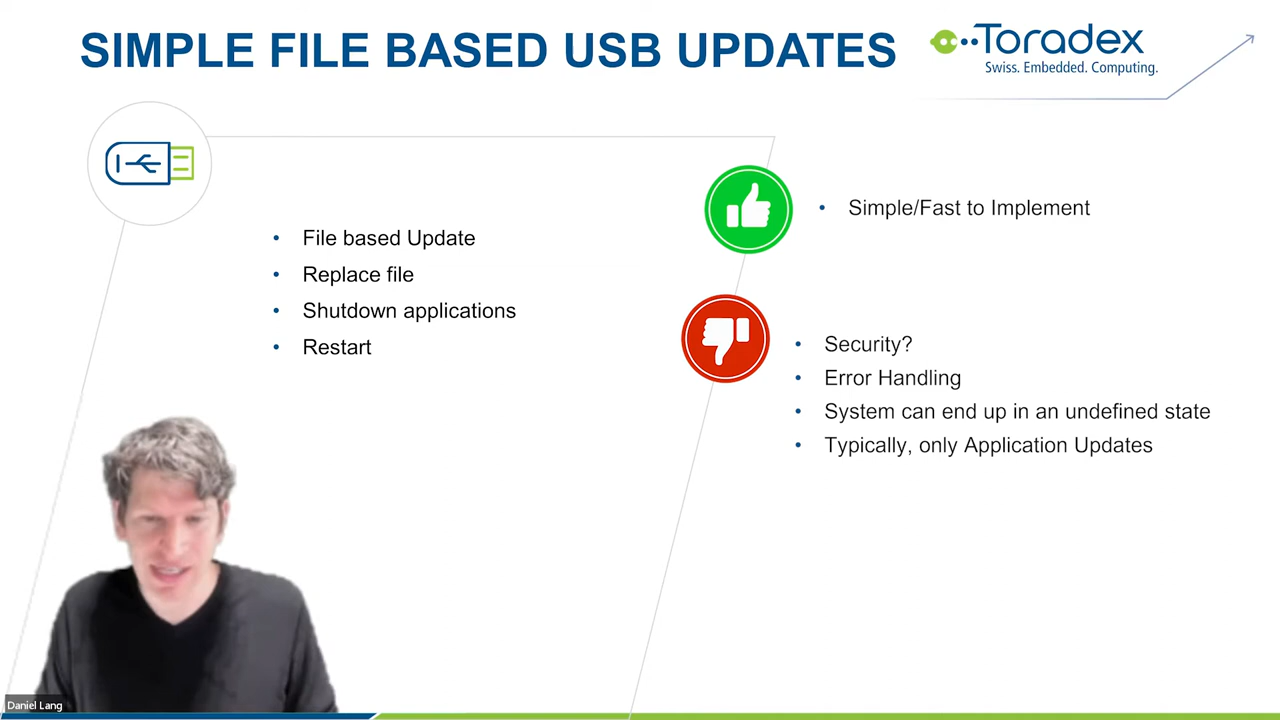 SIMPLE FILE BASED USB UPDATES
Toradex
Swiss. Embedded. Computing.
• File based Update
• Replace file
• Shutdown applications
• Restart
• Simple/Fast to Implement
• Security?
• Error Handling
• System can end up in an undefined state
• Typically, only Application Updates
Daniel Lang